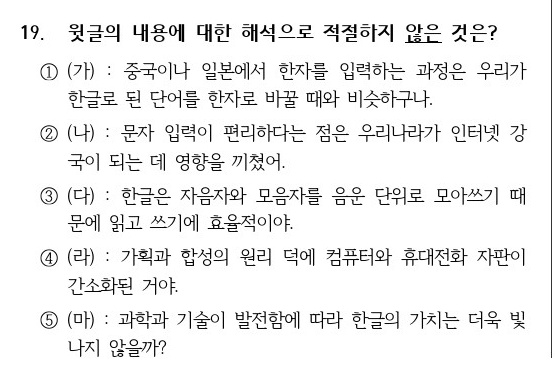 19. 윗글의 내용에 대한 해석으로 적절하지 않은 것은?
① (가) : 중국이나 일본에서 한자를 입력하는 과정은 우리가
한글로 된 단어를 한자로 바꿀 때와 비슷하구나.
② (나) : 문자 입력이 편리하다는 점은 우리나라가 인터넷 강
국이 되는 데 영향을 끼쳤어.
③ (다) : 한글은 자음자와 모음자를 음운 단위로 모아쓰기 때
문에 읽고 쓰기에 효율적이야.
④ (라) : 가획과 합성의 원리 덕에 컴퓨터와 휴대전화 자판이
간소화된 거야.
⑤ (마) : 과학과 기술이 발전함에 따라 한글의 가치는 더욱 빛
나지 않을까?